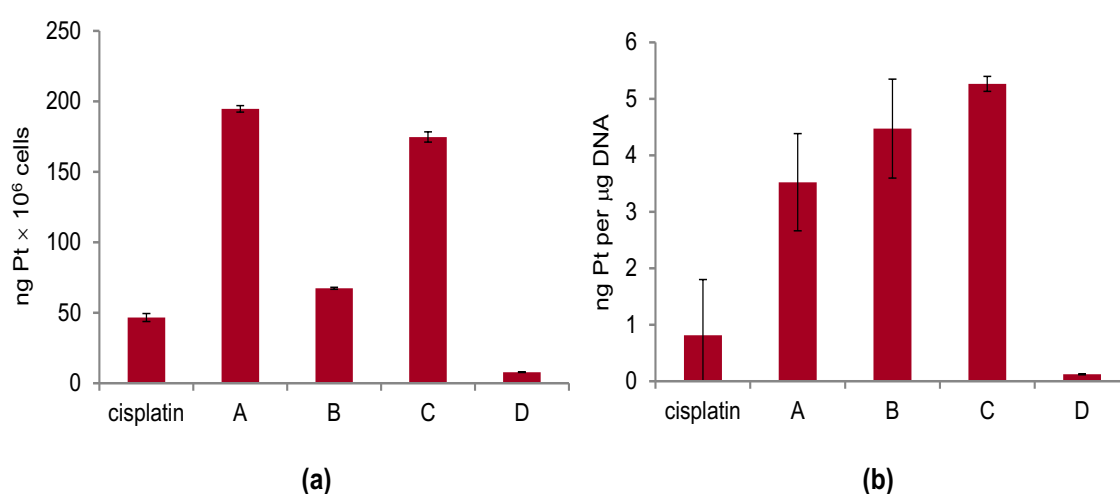 ng Pt × 10⁶ cells
250
200
150
100
50
0
cisplatin A B C D
(a)
ng Pt per µg DNA
6
5
4
3
2
1
0
cisplatin A B C D
(b)